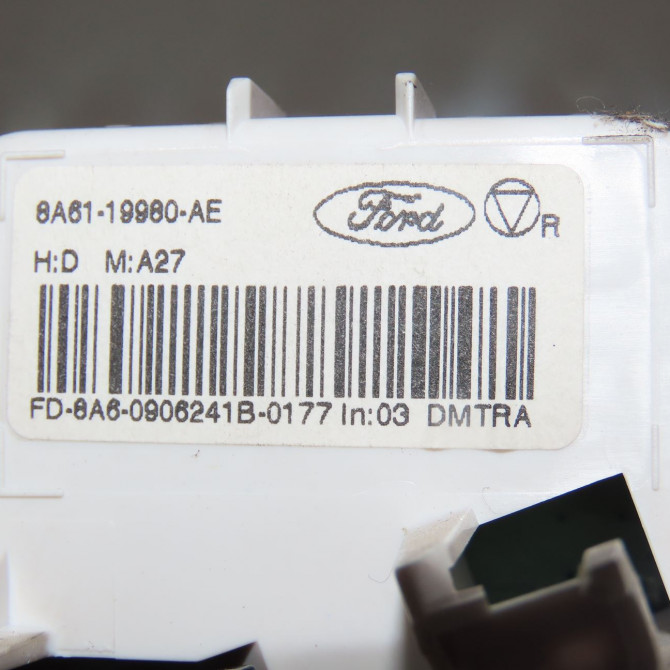 8A61-19980-AE
Ford
R
H:D M:A27
FD-8A6-0906241B-0177 In:03 DMTRA